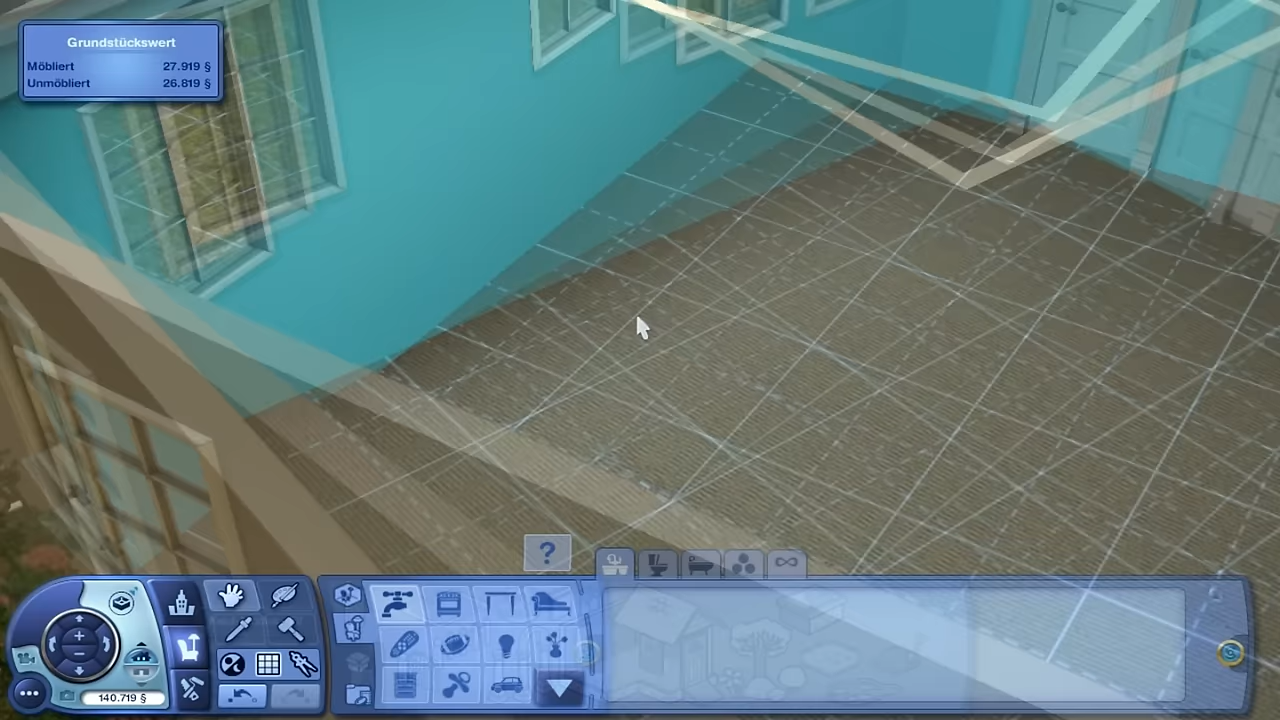 Grundstückswert
Möbliert 27.919 §
Unmöbliert 26.819 §
?
140.719 §